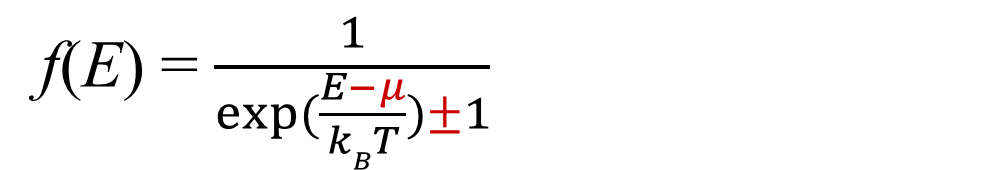 f(E) = 1 / (exp((E−μ)/(k_B T)) ± 1)